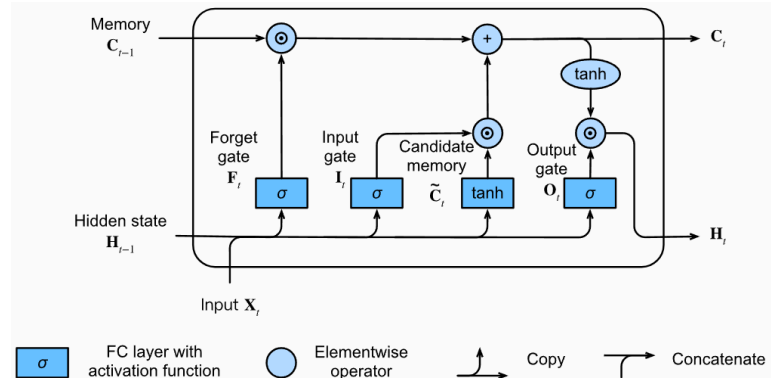 Memory
C_{t−1}
C_t
tanh
+
Forget
gate
F_t
Input
gate
I_t
Candidate
memory
C̃_t
Output
gate
O_t
σ
σ
tanh
σ
Hidden state
H_{t−1}
H_t
Input X_t
σ
FC layer with
activation function
Elementwise
operator
Copy
Concatenate